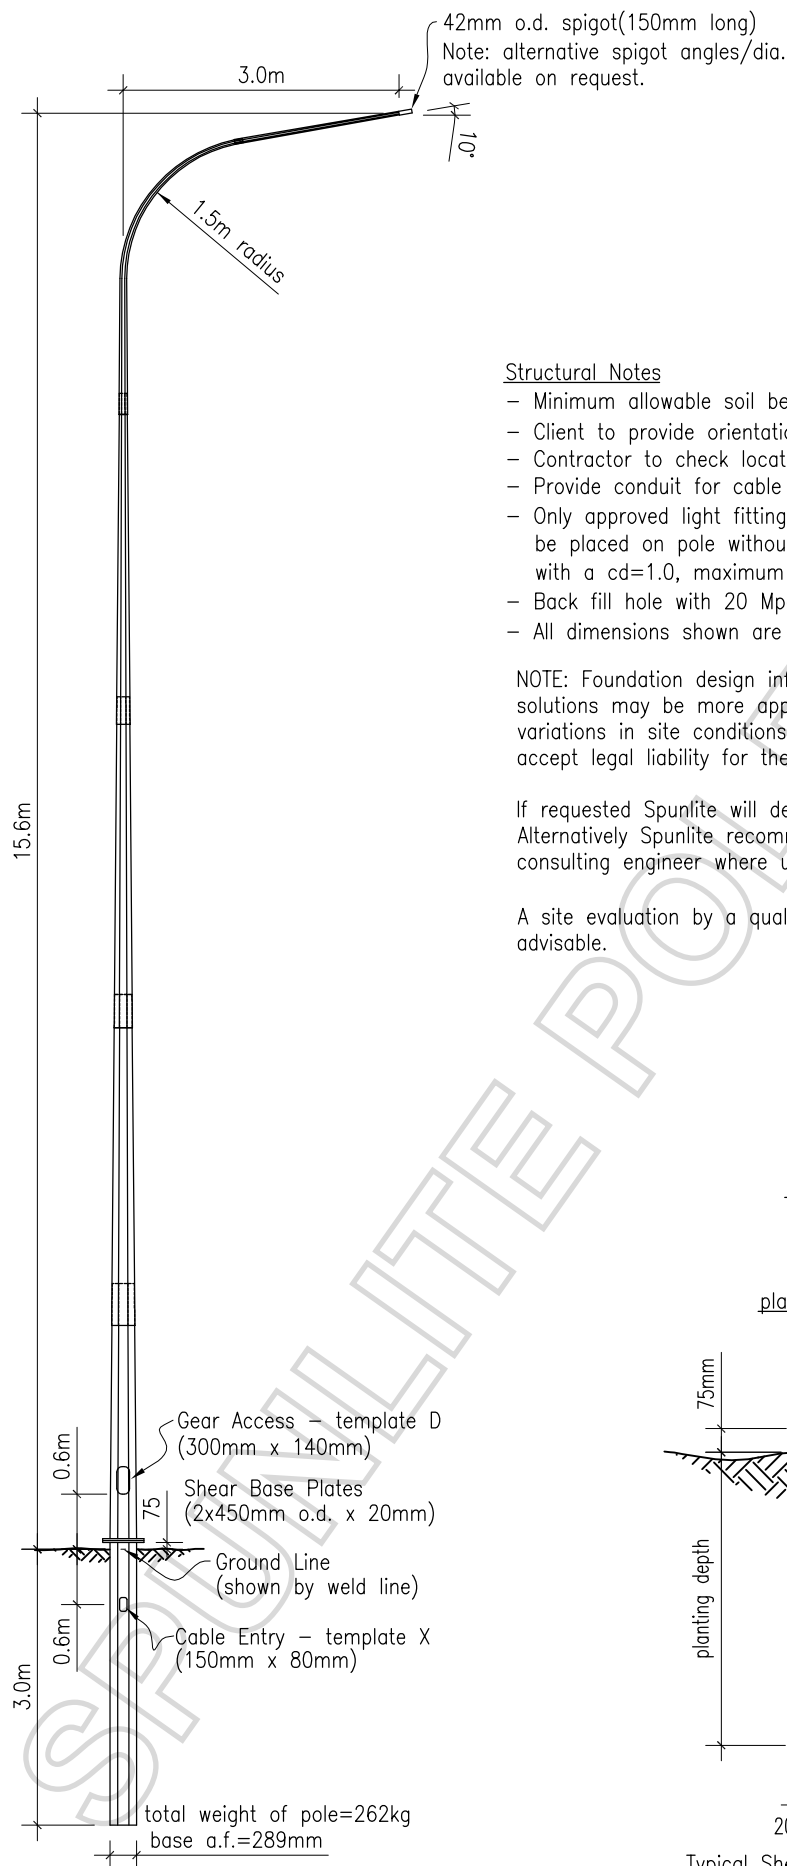 42mm o.d. spigot(150mm long)
Note: alternative spigot angles/dia.
available on request.
3.0m
10°
1.5m radius
Structural Notes
– Minimum allowable soil be
– Client to provide orientatio
– Contractor to check locat
– Provide conduit for cable
– Only approved light fitting
be placed on pole withou
with a cd=1.0, maximum
– Back fill hole with 20 Mp
– All dimensions shown are
NOTE: Foundation design inf
solutions may be more app
variations in site conditions
accept legal liability for the
If requested Spunlite will de
Alternatively Spunlite recomm
consulting engineer where u
A site evaluation by a qual
advisable.
15.6m
pla
75mm
Gear Access – template D
(300mm x 140mm)
0.6m
Shear Base Plates
(2x450mm o.d. x 20mm)
75
Ground Line
(shown by weld line)
0.6m
Cable Entry – template X
(150mm x 80mm)
planting depth
3.0m
total weight of pole=262kg
base a.f.=289mm
20
Typical She
SPUNLITE POLE